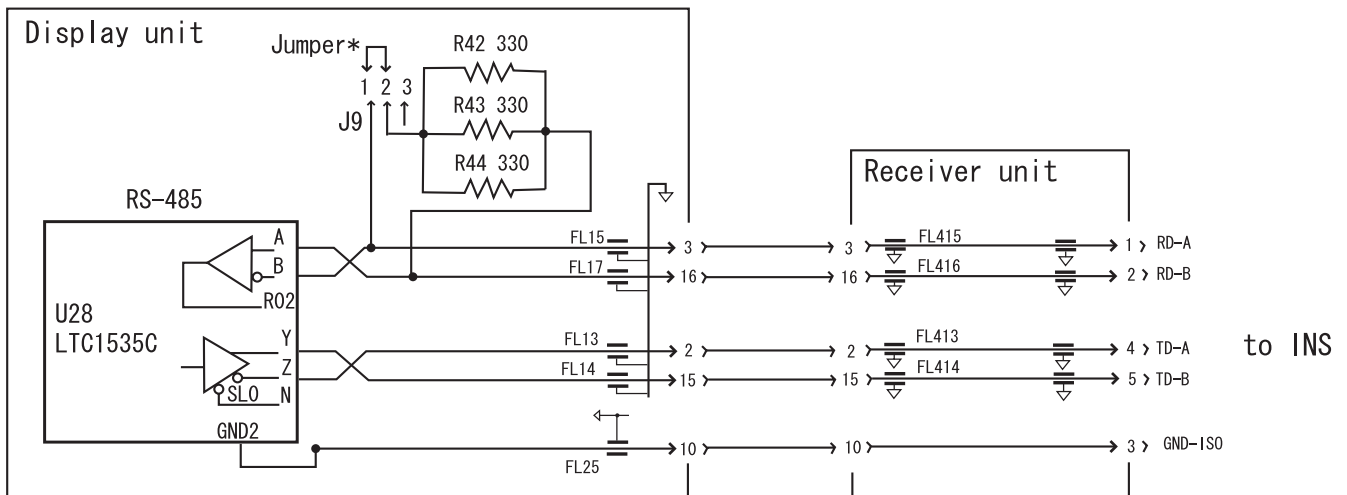 Display unit
Jumper*
R42 330
1 2 3
J9
R43 330
R44 330
Receiver unit
RS-485
A
B
RO2
FL15
3
3
FL415
1
RD-A
FL17
16
16
FL416
2
RD-B
U28
LTC1535C
Y
Z
SLO
N
GND2
FL13
2
2
FL413
4
TD-A
to INS
FL14
15
15
FL414
5
TD-B
FL25
10
10
3
GND-ISO